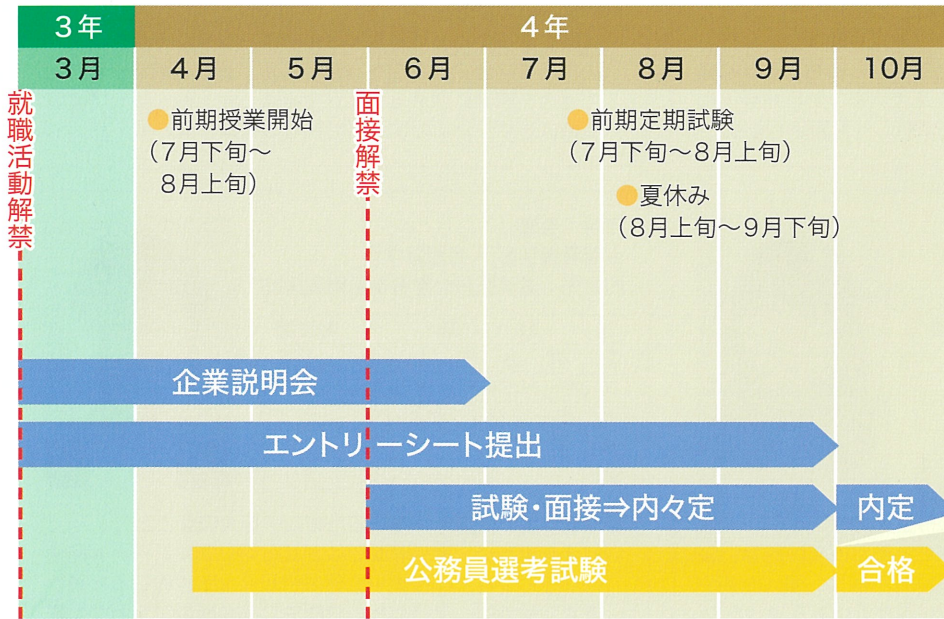 3年
4年
3月
4月
5月
6月
7月
8月
9月
10月
就職活動解禁
面接解禁
前期授業開始
（7月下旬～
8月上旬）
前期定期試験
（7月下旬～8月上旬）
夏休み
（8月上旬～9月下旬）
企業説明会
エントリーシート提出
試験・面接⇒内々定
内定
公務員選考試験
合格